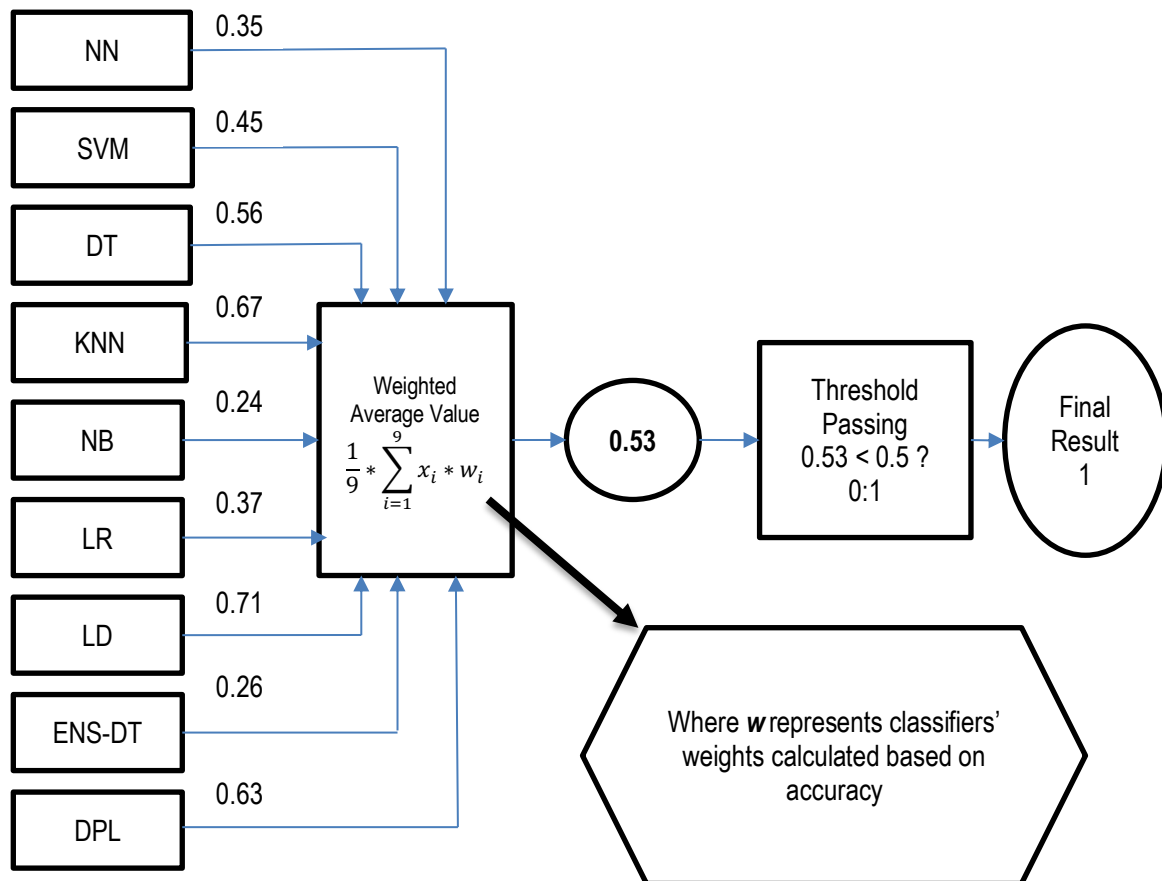 NN
0.35
SVM
0.45
DT
0.56
KNN
0.67
NB
0.24
LR
0.37
LD
0.71
ENS-DT
0.26
DPL
0.63
Weighted
Average Value
1/9 * ∑_{i=1}^{9} x_i * w_i
0.53
Threshold
Passing
0.53 < 0.5 ?
0:1
Final
Result
1
Where w represents classifiers’
weights calculated based on
accuracy